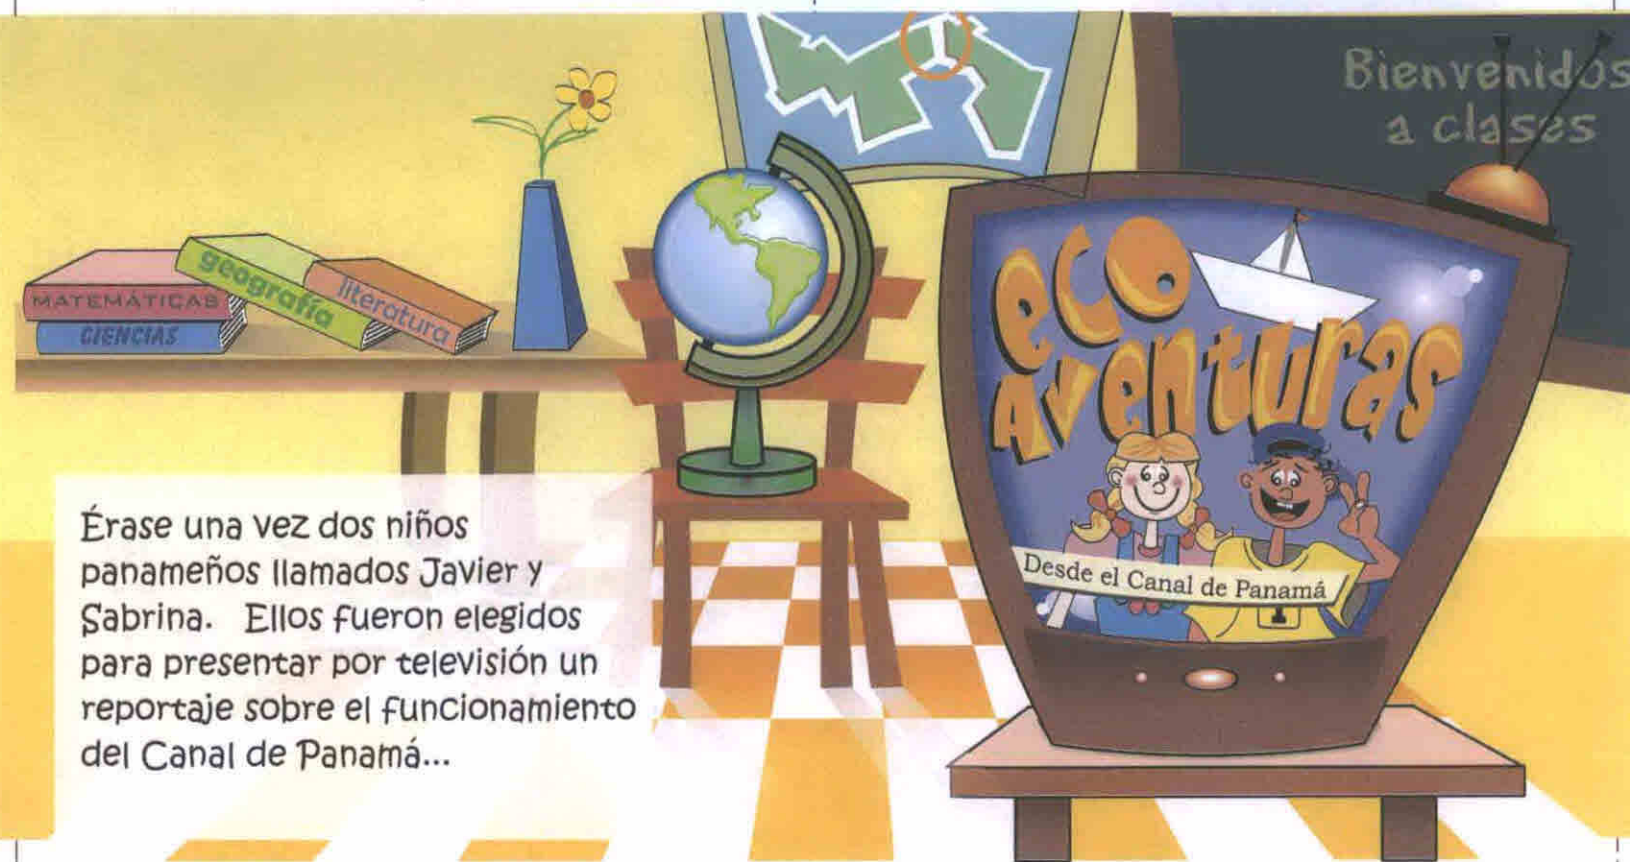 Bienvenidos
a clases
MATEMÁTICAS
CIENCIAS
geografía
literatura
eco
Aventuras
Desde el Canal de Panamá
Érase una vez dos niños
panameños llamados Javier y
Sabrina. Ellos fueron elegidos
para presentar por televisión un
reportaje sobre el funcionamiento
del Canal de Panamá...